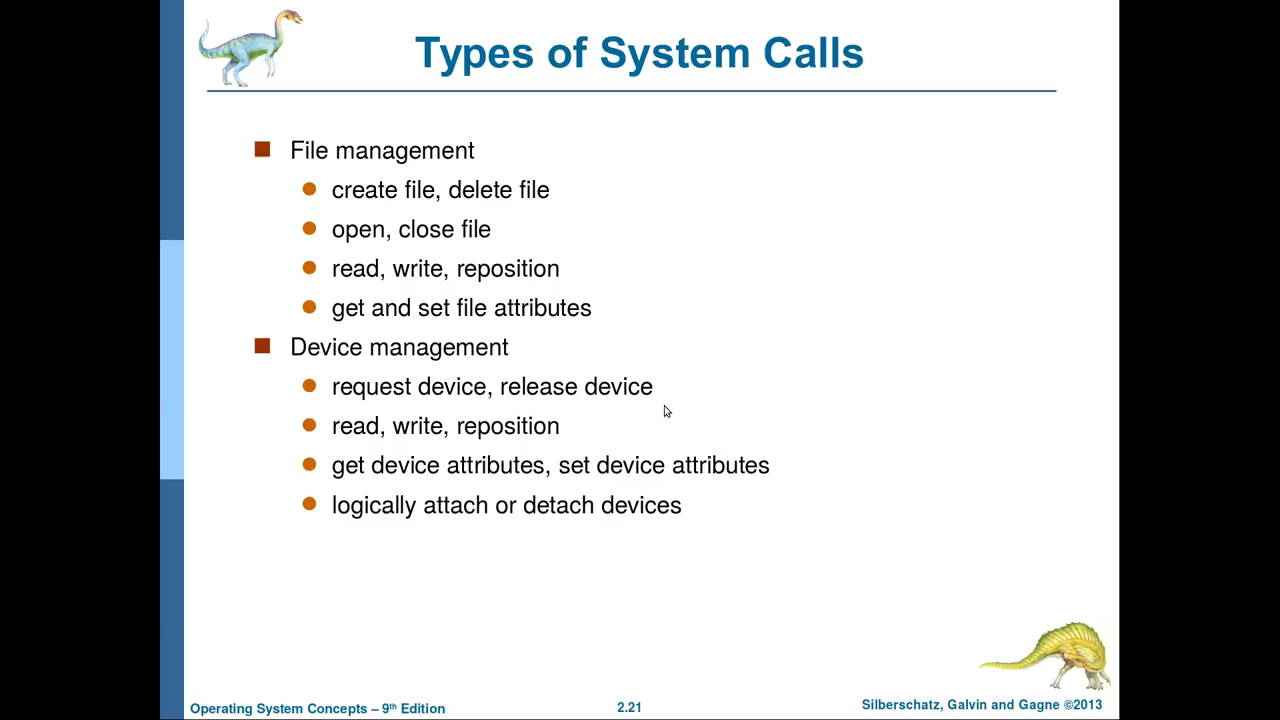 Types of System Calls
File management
create file, delete file
open, close file
read, write, reposition
get and set file attributes
Device management
request device, release device
read, write, reposition
get device attributes, set device attributes
logically attach or detach devices
Operating System Concepts – 9th Edition
2.21
Silberschatz, Galvin and Gagne ©2013